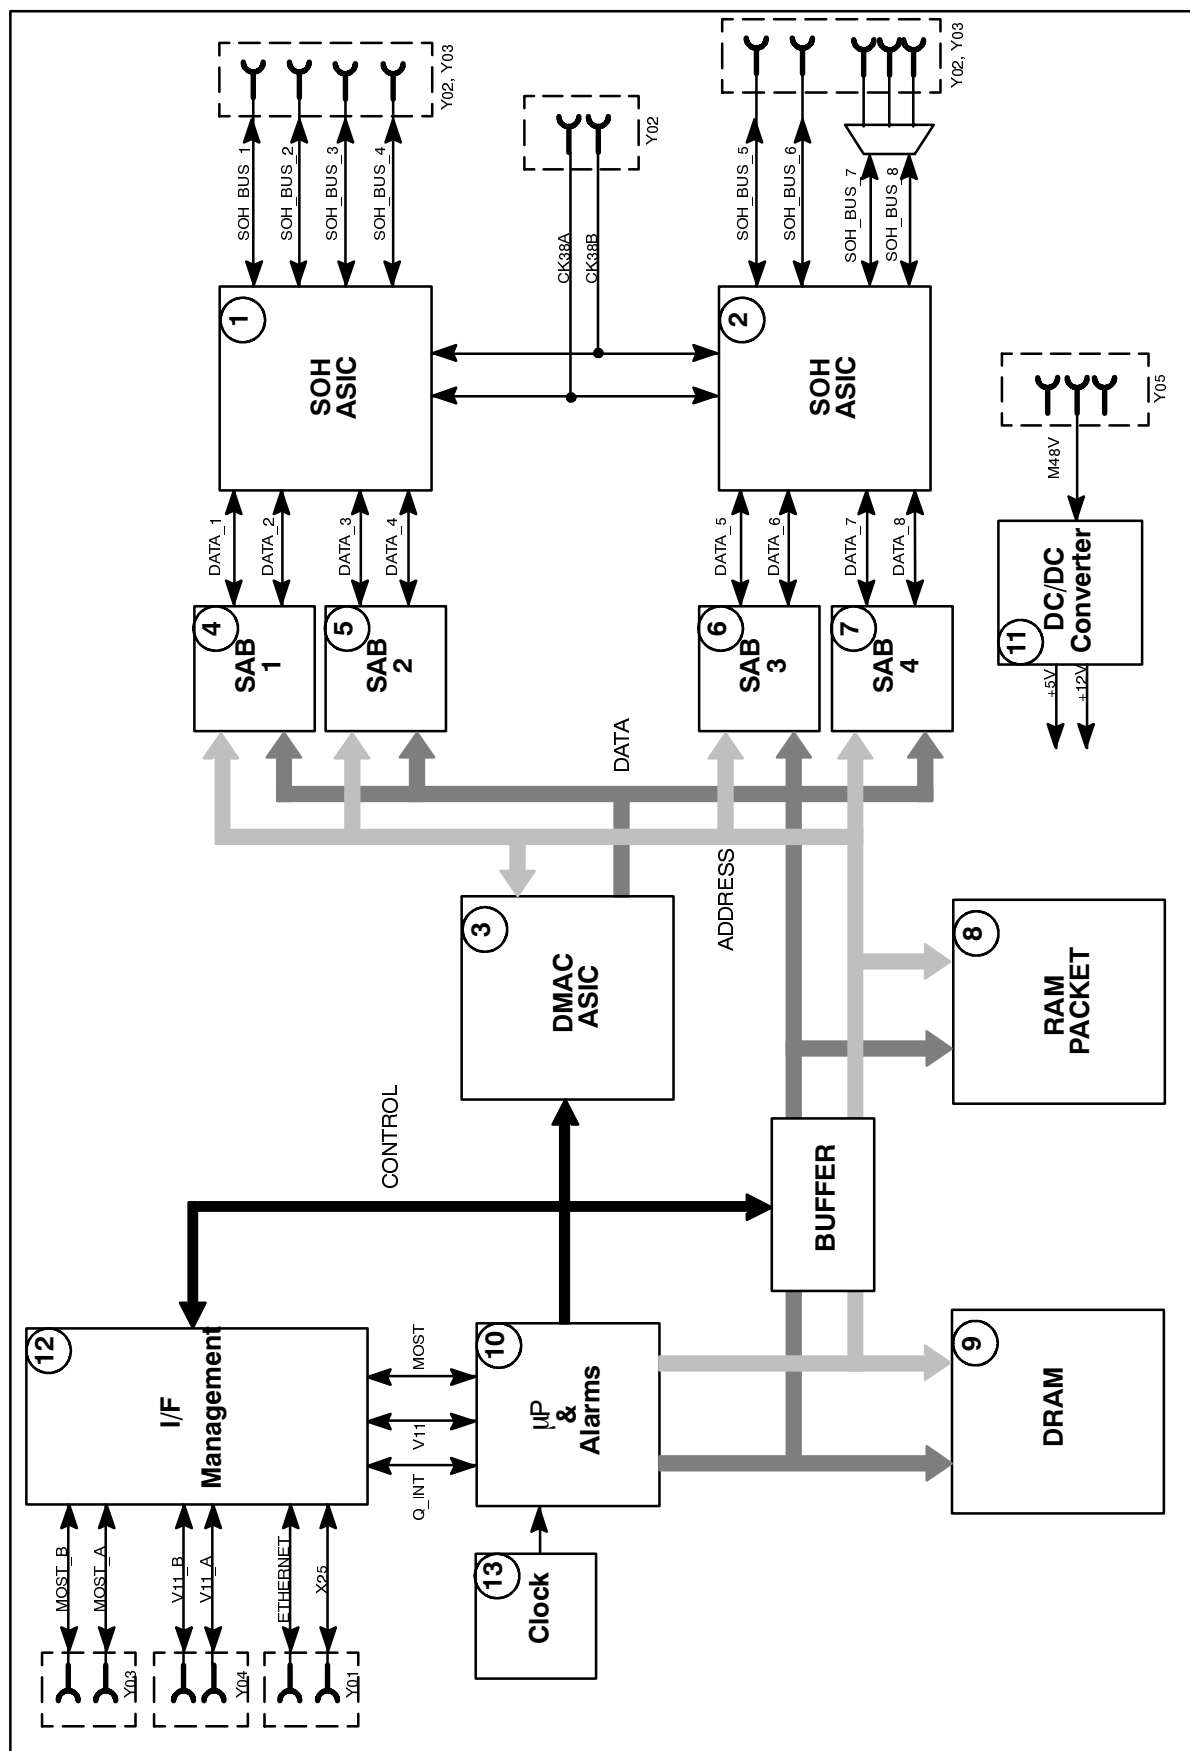 Y03
Y04
Y01
MOST_B
MOST_A
V11_B
V11_A
ETHERNET
X25
12
I/F
Management
Q_INT
V11
MOST
13
Clock
10
µP
&
Alarms
CONTROL
9
DRAM
BUFFER
3
DMAC
ASIC
8
RAM
PACKET
ADDRESS
DATA
4
SAB
1
5
SAB
2
6
SAB
3
7
SAB
4
DATA_1
DATA_2
DATA_3
DATA_4
DATA_5
DATA_6
DATA_7
DATA_8
1
SOH
ASIC
2
SOH
ASIC
SOH_BUS_1
SOH_BUS_2
SOH_BUS_3
SOH_BUS_4
Y02, Y03
CK38A
CK38B
Y02
SOH_BUS_5
SOH_BUS_6
SOH_BUS_7
SOH_BUS_8
Y02, Y03
+5V
+12V
11
DC/DC
Converter
M48V
Y05